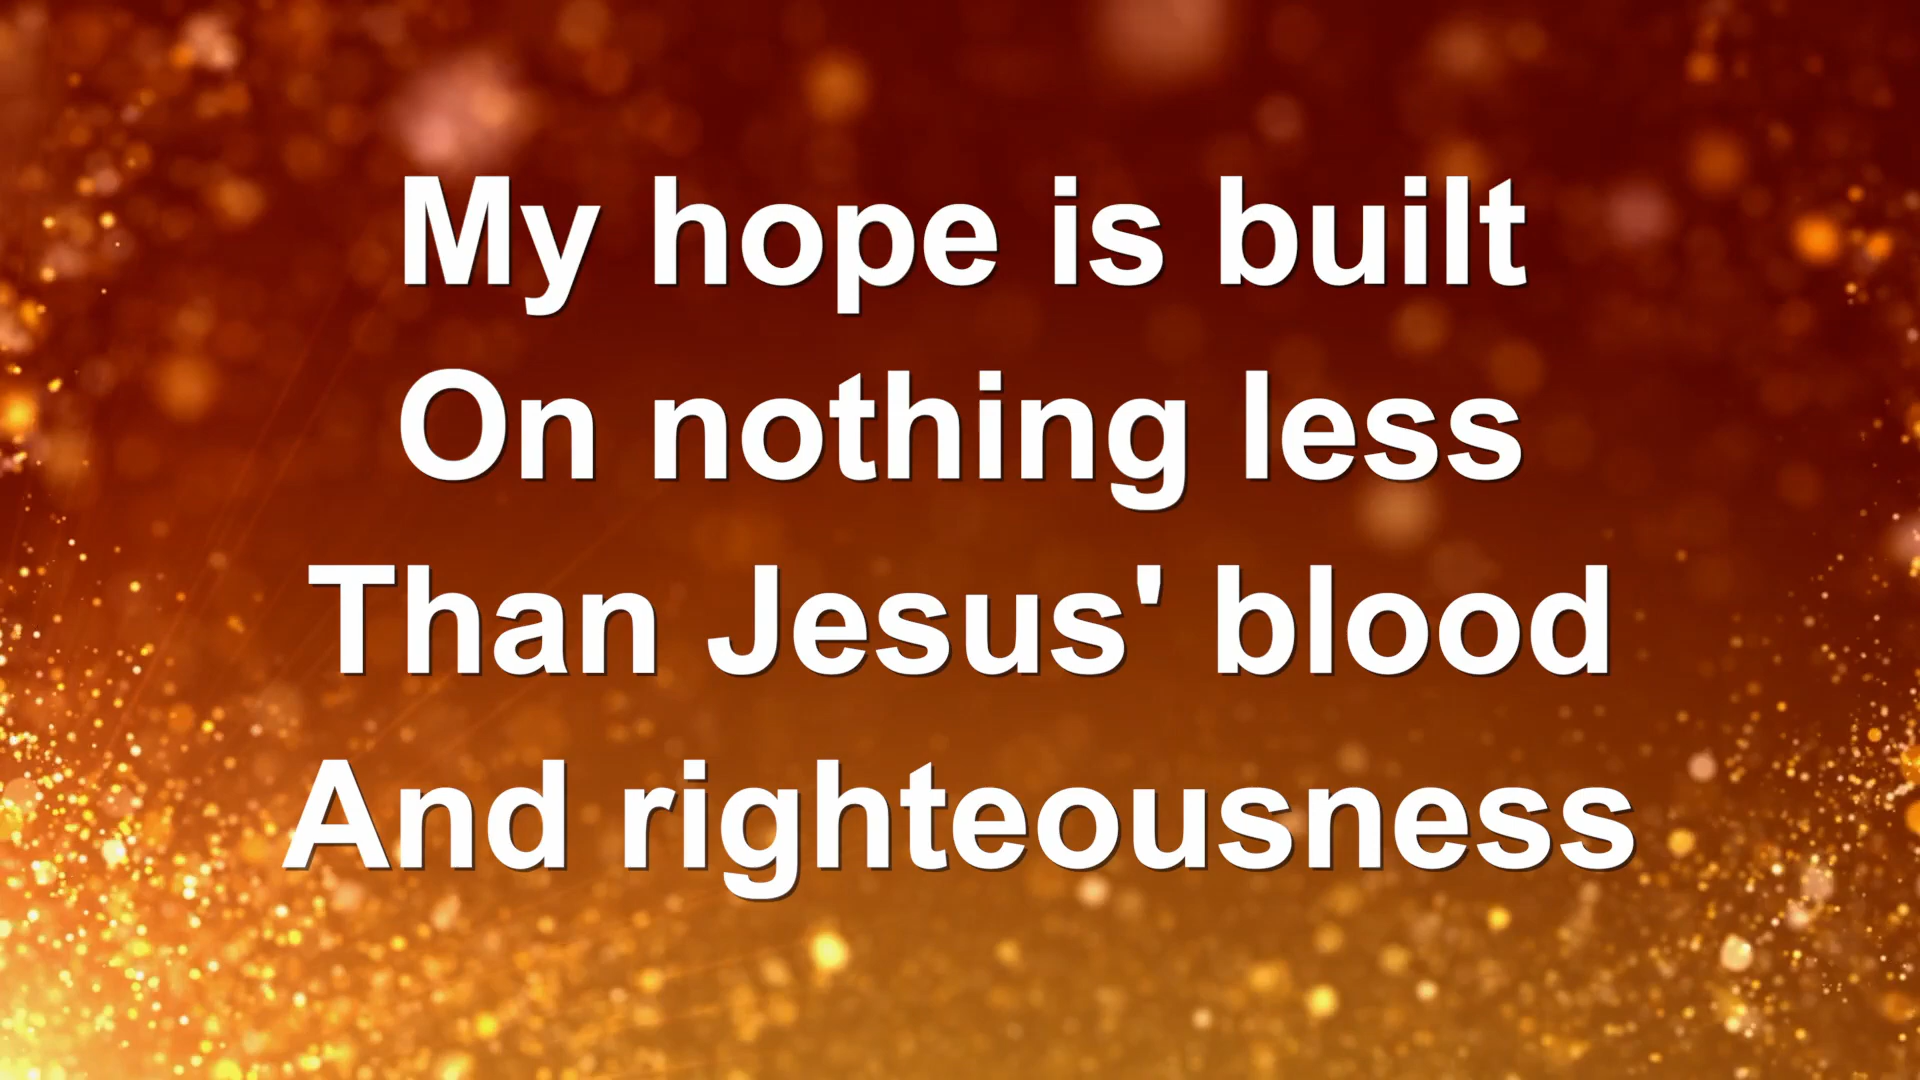 My hope is built
On nothing less
Than Jesus' blood
And righteousness